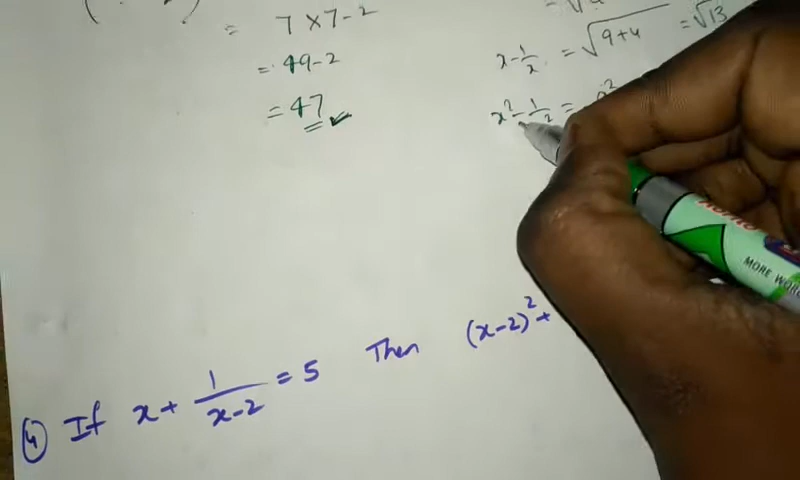 = 7 × 7 - 2
= 49 - 2
= 47
x - 1/x = √9+4 = √13
x² - 1/x² =
(4) If x + 1/x-2 = 5 Then (x-2)² +
MORE WOR